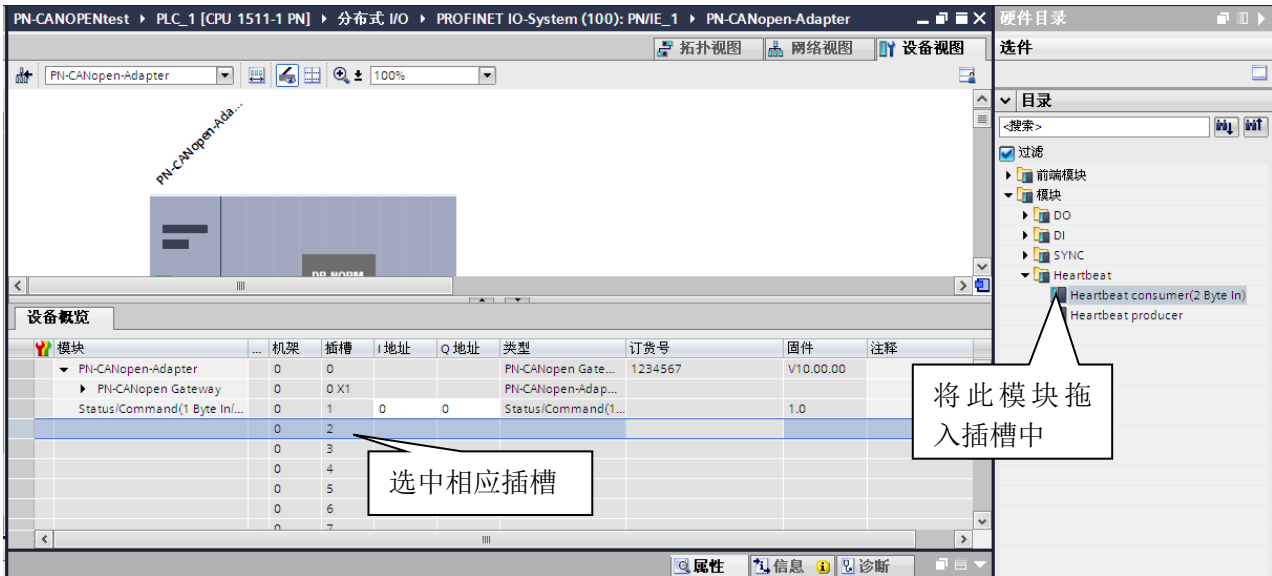 PN-CANOPENtest ▸ PLC_1 [CPU 1511-1 PN] ▸ 分布式 I/O ▸ PROFINET IO-System (100): PN/IE_1 ▸ PN-CANopen-Adapter
拓扑视图 网络视图 设备视图
PN-CANopen-Adapter 100%
PN-CANopen-Ada...
DP-NORM
设备概览
模块 ... 机架 插槽 I 地址 Q 地址 类型 订货号 固件 注释
PN-CANopen-Adapter 0 0 PN-CANopen Gate... 1234567 V10.00.00
PN-CANopen Gateway 0 0 X1 PN-CANopen-Adap...
Status/Command(1 Byte In/... 0 1 0 0 Status/Command(1... 1.0
0 2
0 3
0 4
0 5
0 6
0 7
选中相应插槽
属性 信息 诊断
硬件目录
选件
目录
<搜索>
过滤
前端模块
模块
DO
DI
SYNC
Heartbeat
Heartbeat consumer(2 Byte In)
Heartbeat producer
将此模块拖
入插槽中